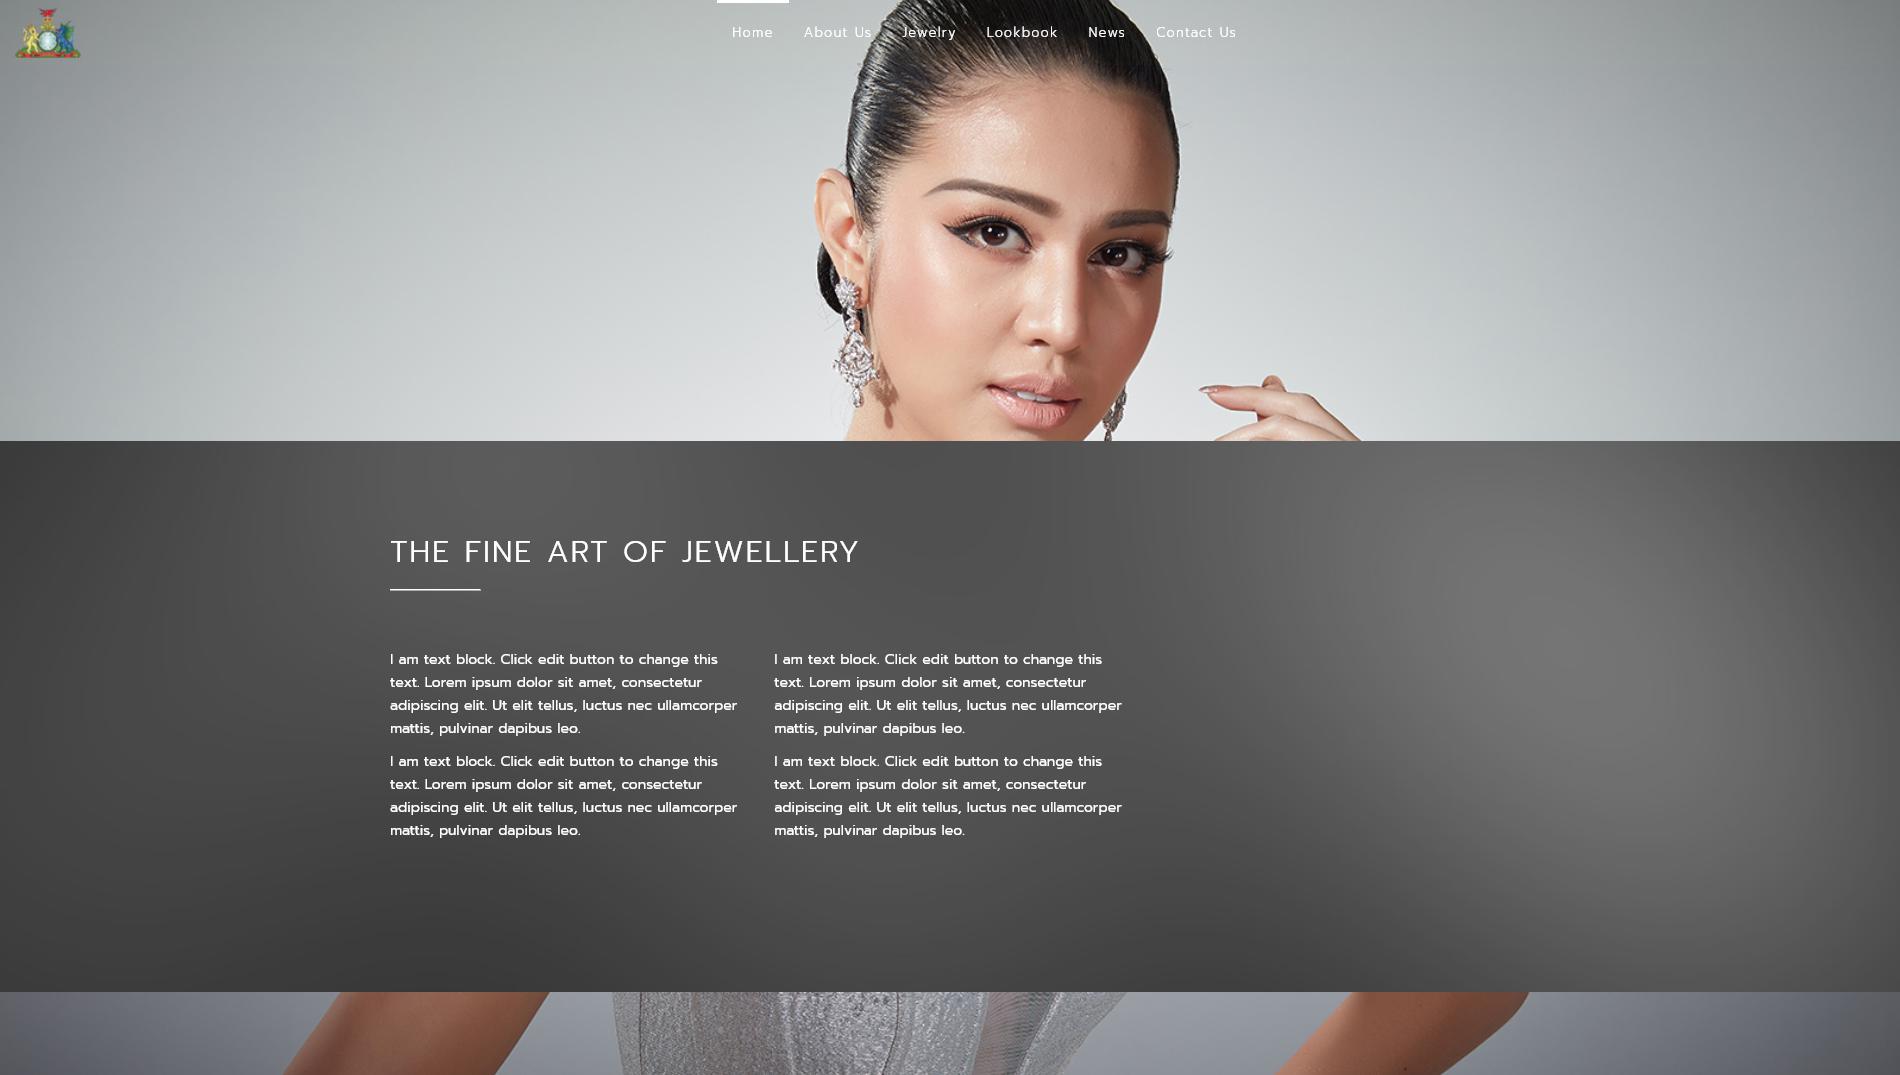 Home
About Us
Jewelry
Lookbook
News
Contact Us
THE FINE ART OF JEWELLERY
I am text block. Click edit button to change this
text. Lorem ipsum dolor sit amet, consectetur
adipiscing elit. Ut elit tellus, luctus nec ullamcorper
mattis, pulvinar dapibus leo.
I am text block. Click edit button to change this
text. Lorem ipsum dolor sit amet, consectetur
adipiscing elit. Ut elit tellus, luctus nec ullamcorper
mattis, pulvinar dapibus leo.
I am text block. Click edit button to change this
text. Lorem ipsum dolor sit amet, consectetur
adipiscing elit. Ut elit tellus, luctus nec ullamcorper
mattis, pulvinar dapibus leo.
I am text block. Click edit button to change this
text. Lorem ipsum dolor sit amet, consectetur
adipiscing elit. Ut elit tellus, luctus nec ullamcorper
mattis, pulvinar dapibus leo.